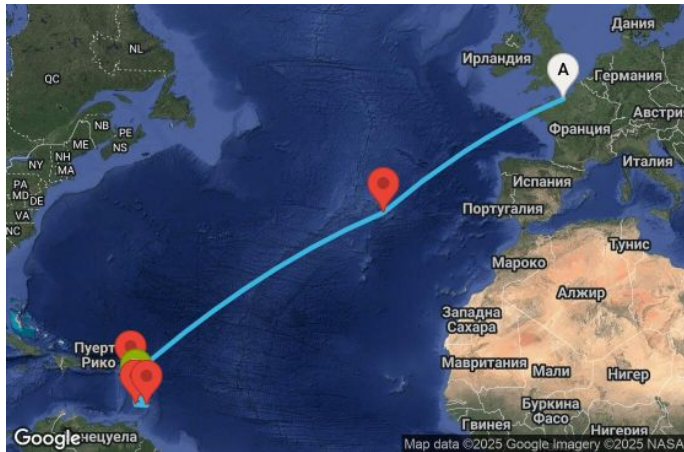 Дания
NL
Ирландия
A
Германия
QC
Австри
Франция
NB
PE
ME
NS
NY
NH
MA
Италия
PA
MD
DE
VA
NC
Испания
Португалия
Тунис
Мароко
Алжир
Западна
Сахара
Пуерт
Рико
Мавритания
Мали
Нигер
Буркина
Фасо
Гвинея
Нигерия
Google
нецуела
Map data ©2025 Google Imagery ©2025 NASA